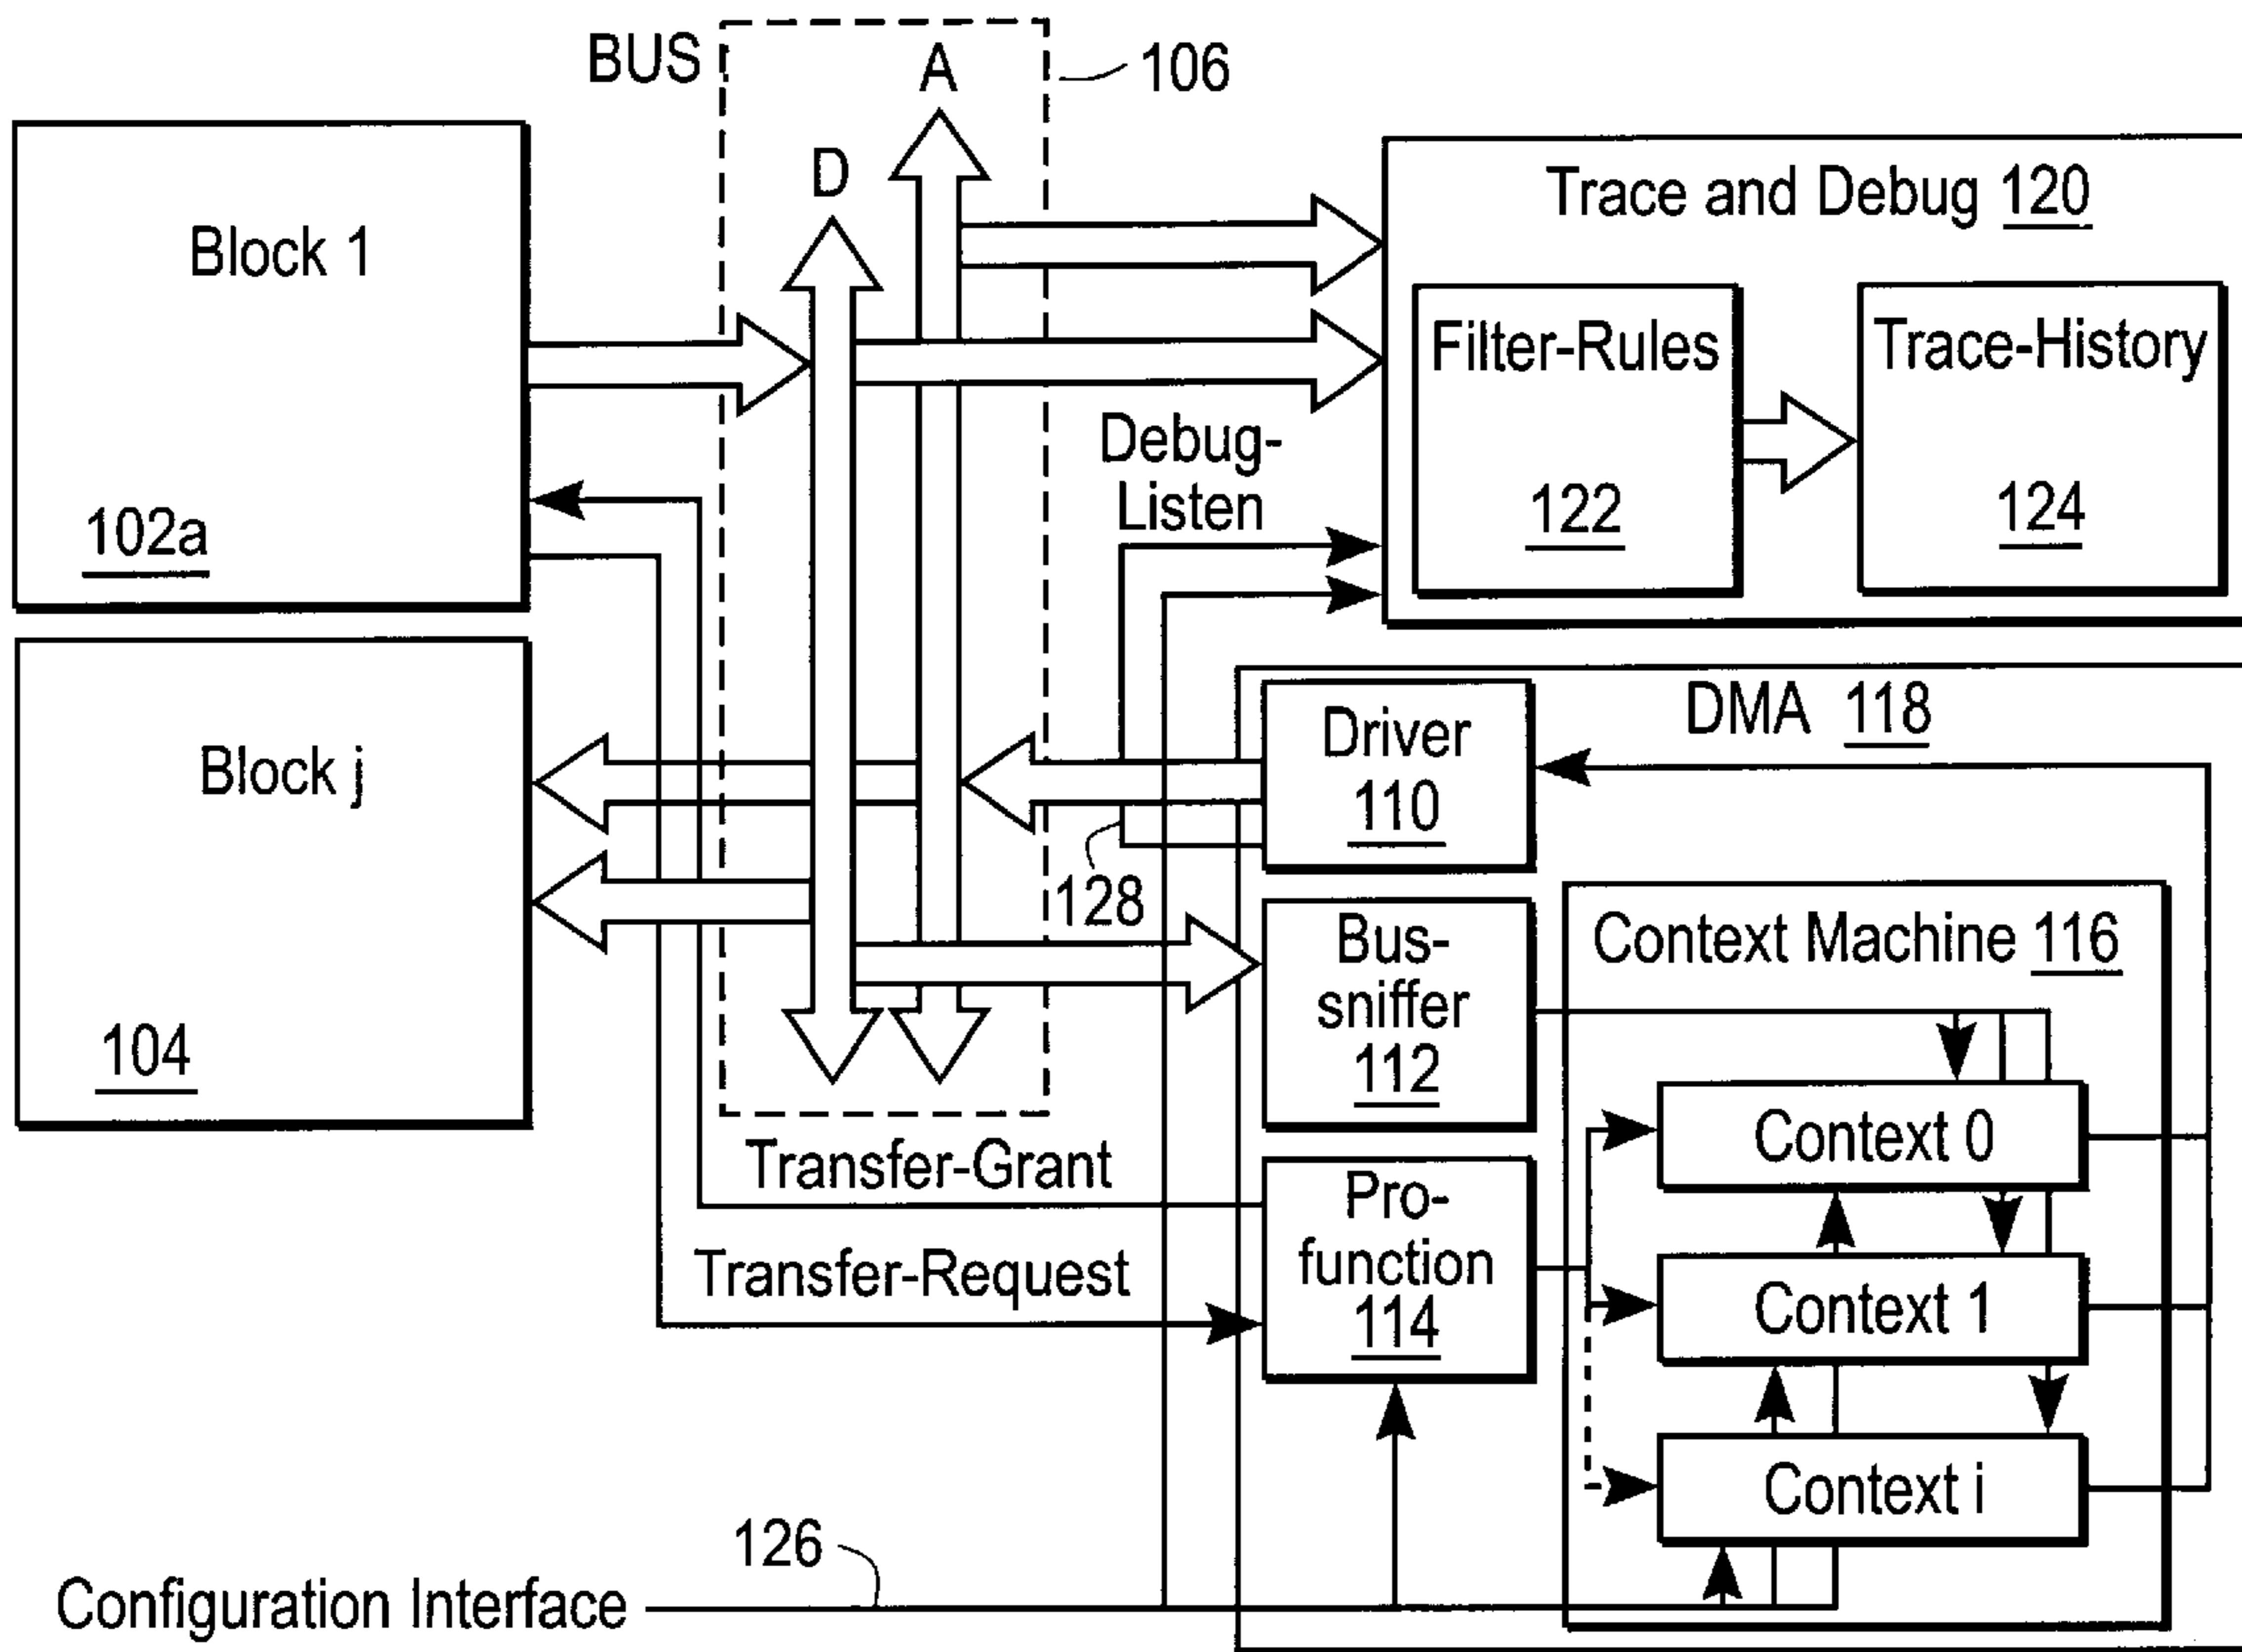 BUS
A
106
D
Block 1
102a
Trace and Debug 120
Filter-Rules
122
Trace-History
124
Debug-
Listen
Block j
104
Driver
110
DMA 118
128
Bus-
sniffer
112
Context Machine 116
Context 0
Context 1
Context i
Transfer-Grant
Transfer-Request
Pro-
function
114
126
Configuration Interface